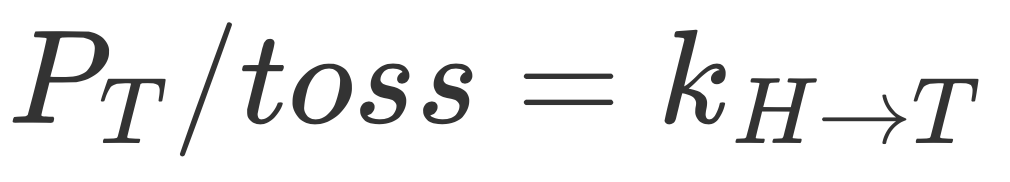 P_T/toss = k_{H→T}